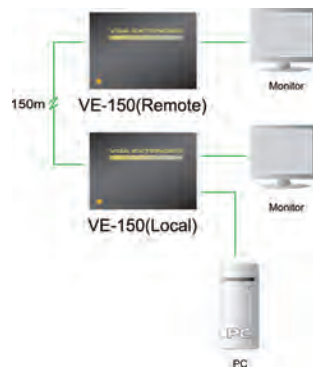 VGA EXTENDER
Monitor
150m
VE-150(Remote)
VGA EXTENDER
Monitor
VE-150(Local)
PC
PC